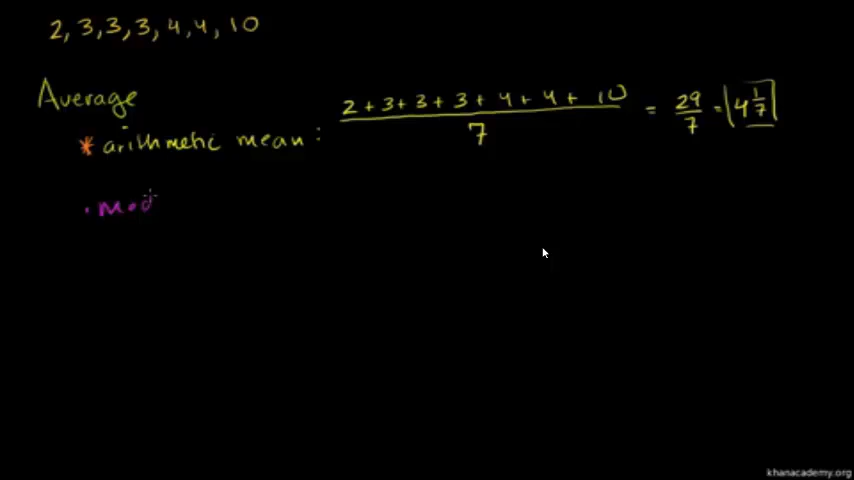 2, 3, 3, 3, 4, 4, 10
Average
2 + 3 + 3 + 3 + 4 + 4 + 10 / 7 = 29/7 = 4 1/7
* arithmetic mean :
· Mod
khanacademy.org